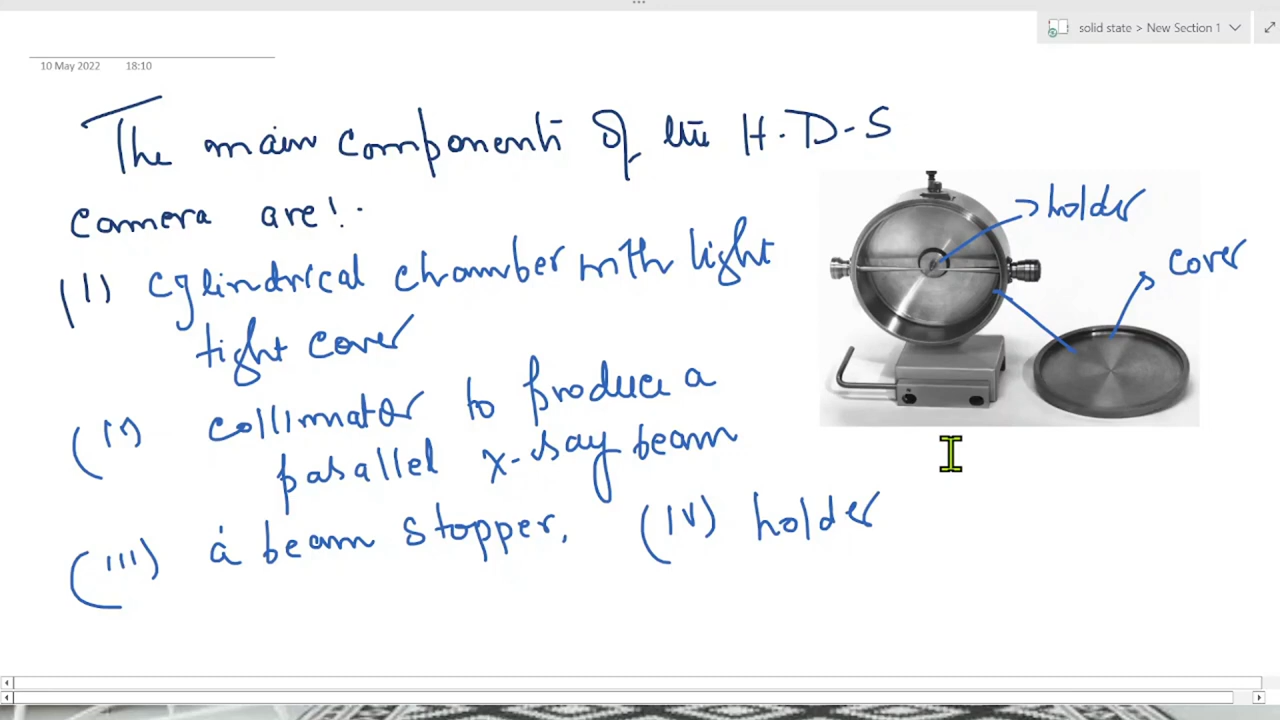 solid state > New Section 1
10 May 2022 18:10
The main components of the H.D.S
camera are:
(I) cylindrical chamber with light
tight cover
(II) collimator to produce a
parallel x-ray beam
(III) a beam stopper, (IV) holder
holder
cover